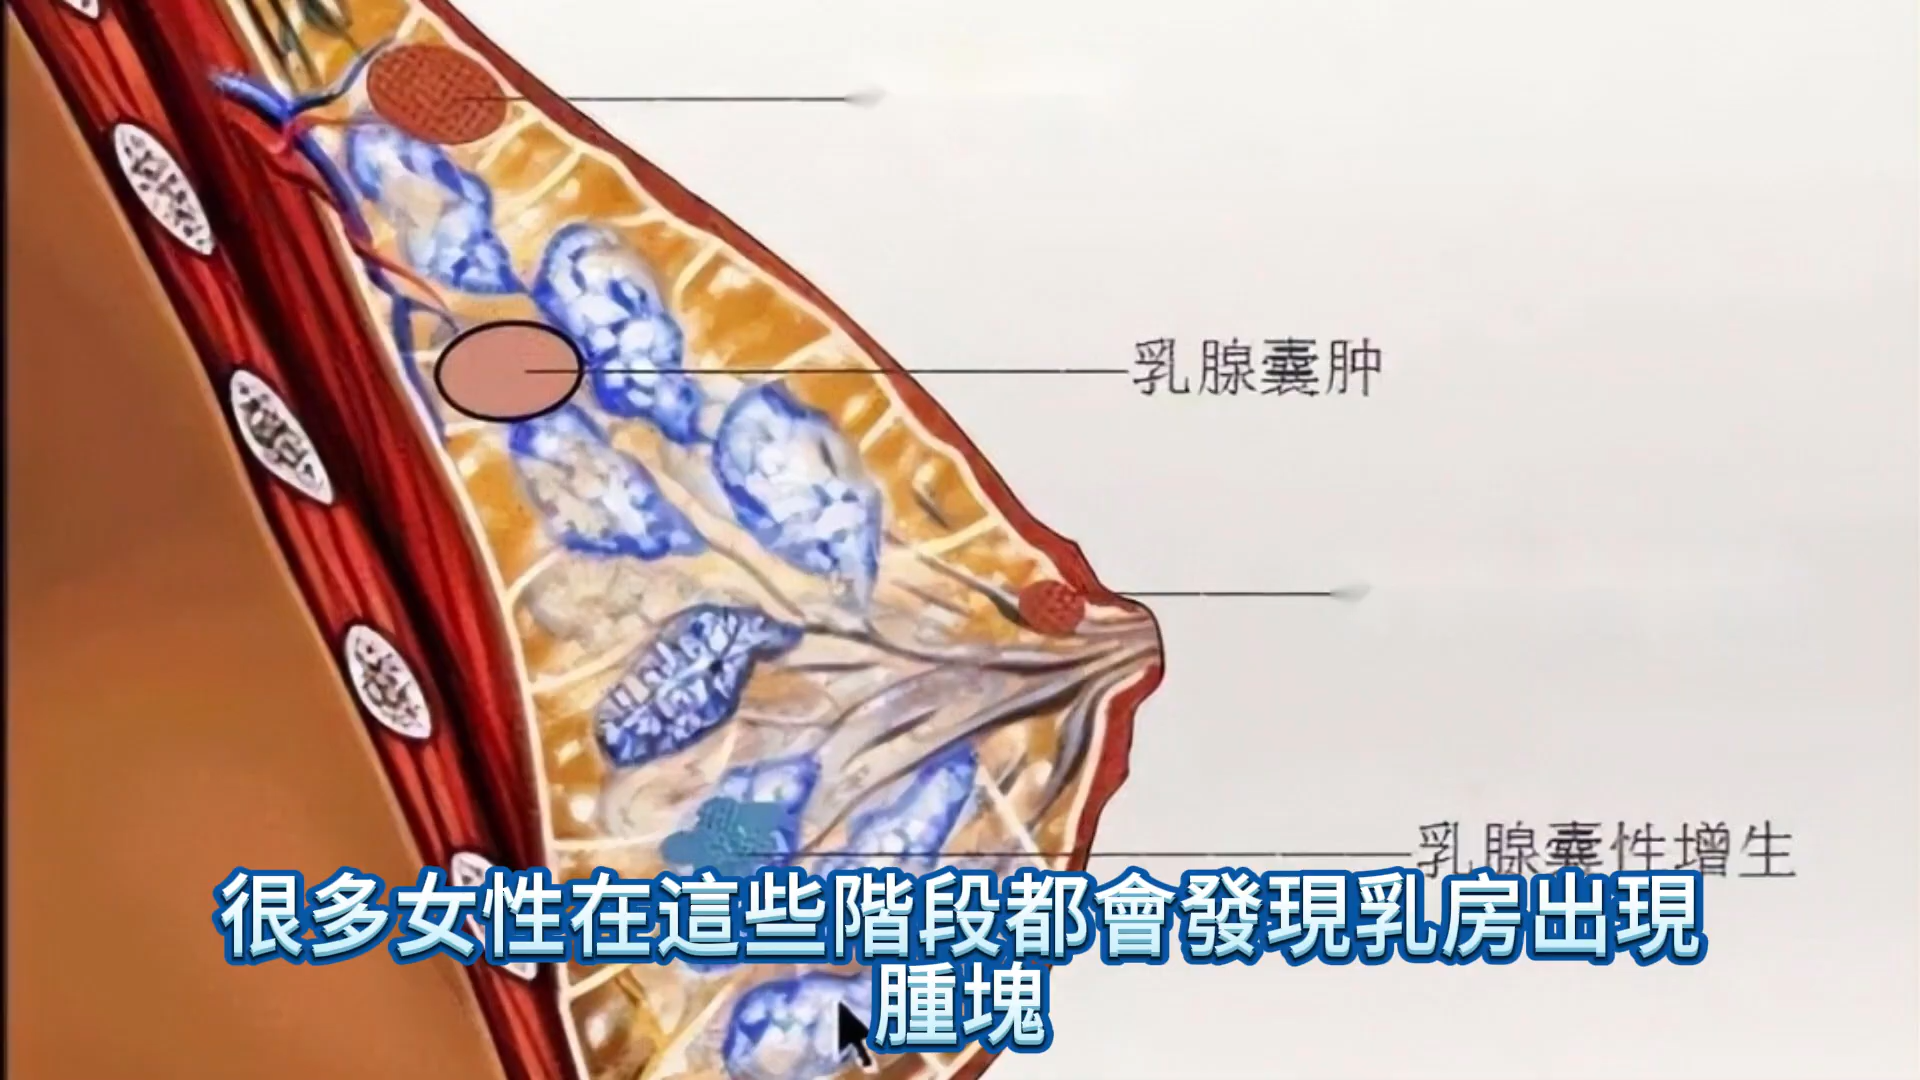 乳腺囊肿
乳腺囊性增生
很多女性在這些階段都會發現乳房出現
腫塊